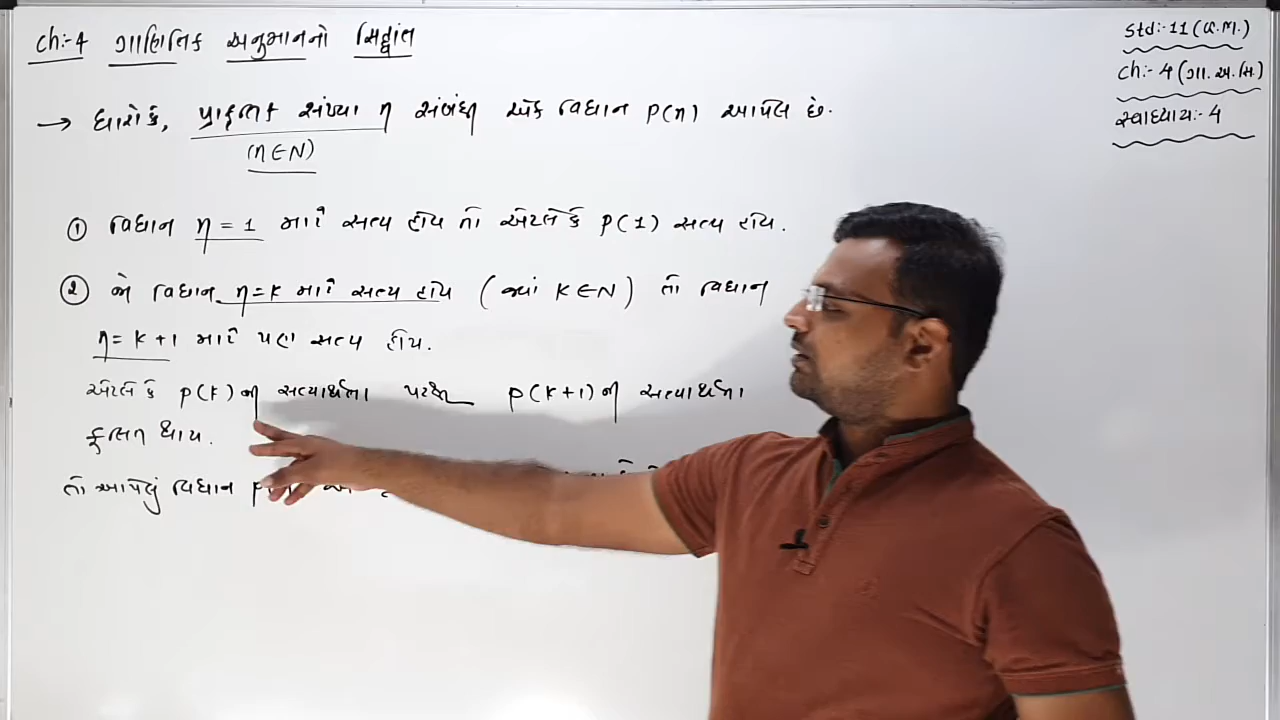 ch:-4 ગાણિતિક અનુમાનનો સિદ્ધાંત
→ ધારોકે, પ્રાકૃતિક સંખ્યા n સંબંધી એક વિધાન P(n) આપેલ છે.
(n∈N)
① વિધાન n = 1 માટે સત્ય હોય તો એટલેકે P(1) સત્ય હોય.
② જો વિધાન n=k માટે સત્ય હોય (જ્યાં k∈N) તો વિધાન
n= k+1 માટે પણ સત્ય હોય.
એટલે કે P(k) ની સત્યાર્થતા પરથી P(k+1) ની સત્યાર્થતા
ફલિત થાય.
તો આપેલું વિધાન
Std:-11 (ગુ.મ.)
Ch:- 4 (ગા.અ.સિ.)
સ્વાધ્યાય:- 4